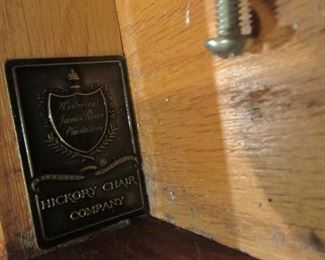 Historical
James River
Plantations
HICKORY CHAIR
COMPANY